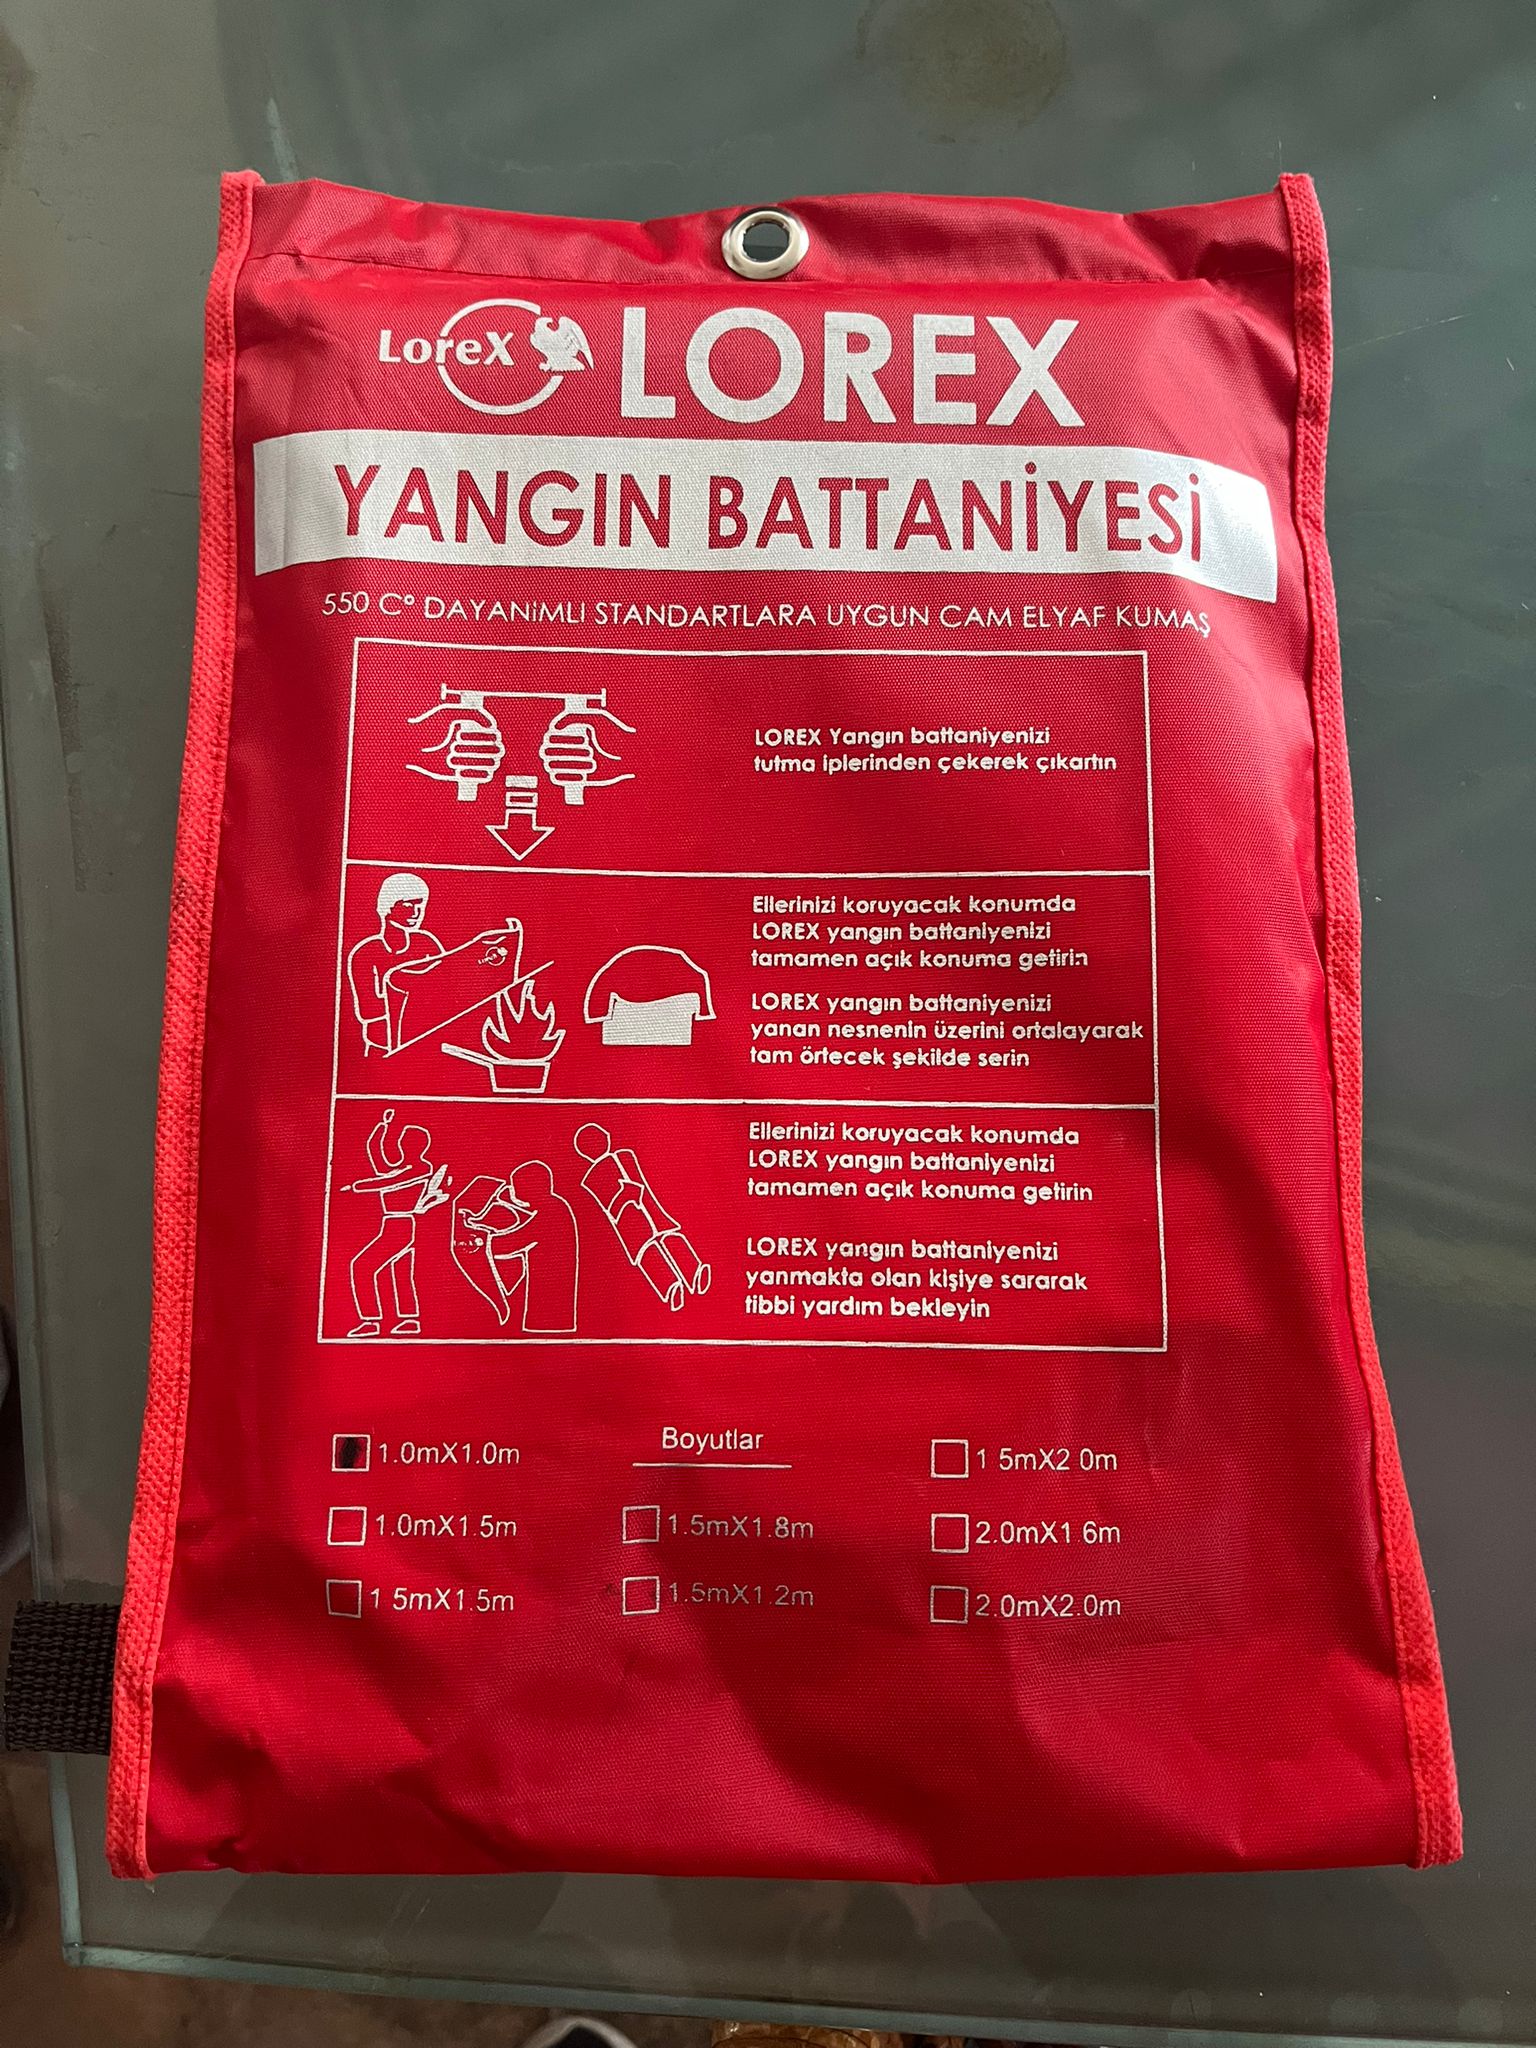 LoreX LOREX
YANGIN BATTANİYESİ
550 C° DAYANIMLI STANDARTLARA UYGUN CAM ELYAF KUMAŞ
LOREX Yangın battaniyenizi
tutma iplerinden çekerek çıkartın
Ellerinizi koruyacak konumda
LOREX yangın battaniyenizi
tamamen açık konuma getirin
LOREX yangın battaniyenizi
yanan nesnenin üzerini ortalayarak
tam örtecek şekilde serin
Ellerinizi koruyacak konumda
LOREX yangın battaniyenizi
tamamen açık konuma getirin
LOREX yangın battaniyenizi
yanmakta olan kişiye sararak
tıbbi yardım bekleyin
Boyutlar
1.0mX1.0m
1.0mX1.5m
1 5mX1.5m
1.5mX1.8m
1.5mX1.2m
1 5mX2 0m
2.0mX1 6m
2.0mX2.0m